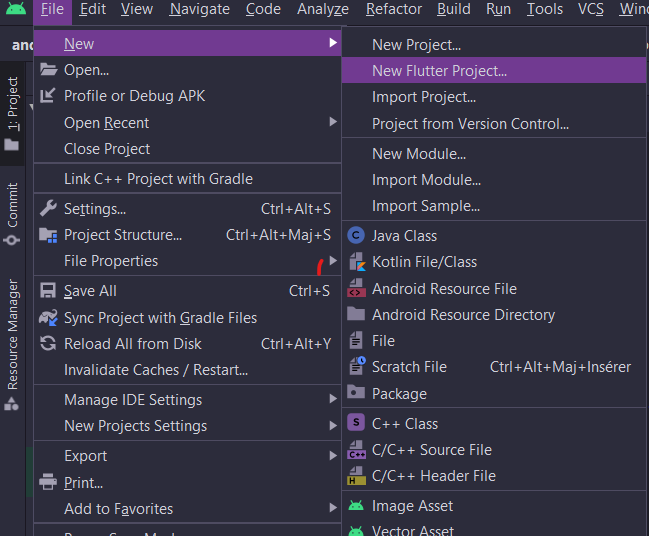 File Edit View Navigate Code Analyze Refactor Build Run Tools VCS
1: Project
Commit
Resource Manager
New
Open...
Profile or Debug APK
Open Recent
Close Project
Link C++ Project with Gradle
Settings... Ctrl+Alt+S
Project Structure... Ctrl+Alt+Maj+S
File Properties
Save All Ctrl+S
Sync Project with Gradle Files
Reload All from Disk Ctrl+Alt+Y
Invalidate Caches / Restart...
Manage IDE Settings
New Projects Settings
Export
Print...
Add to Favorites
New Project...
New Flutter Project...
Import Project...
Project from Version Control...
New Module...
Import Module...
Import Sample...
Java Class
Kotlin File/Class
Android Resource File
Android Resource Directory
File
Scratch File Ctrl+Alt+Maj+Insérer
Package
C++ Class
C/C++ Source File
C/C++ Header File
Image Asset
Vector Asset